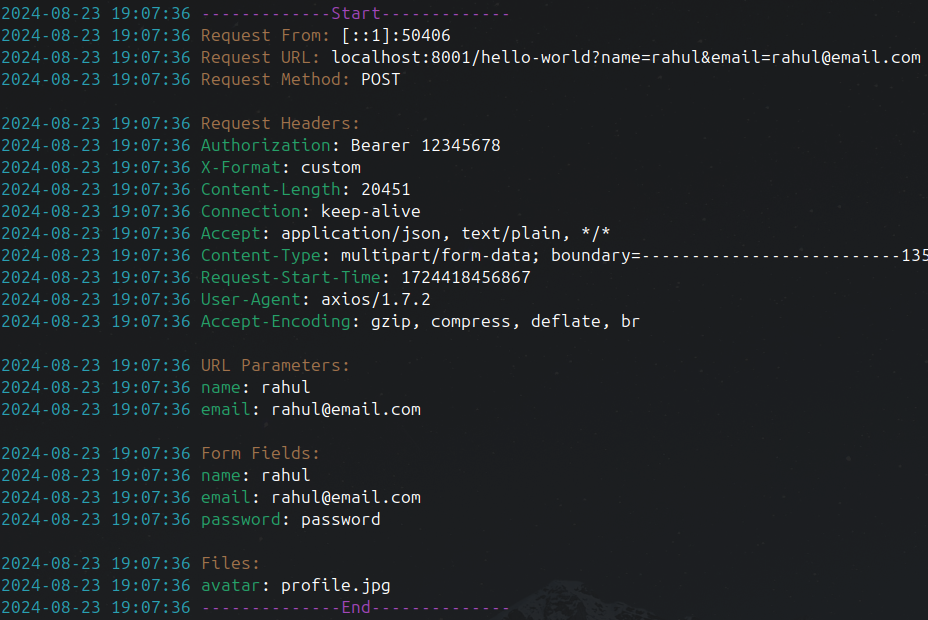 2024-08-23 19:07:36 -------------Start-------------
2024-08-23 19:07:36 Request From: [::1]:50406
2024-08-23 19:07:36 Request URL: localhost:8001/hello-world?name=rahul&email=rahul@email.com
2024-08-23 19:07:36 Request Method: POST
2024-08-23 19:07:36 Request Headers:
2024-08-23 19:07:36 Authorization: Bearer 12345678
2024-08-23 19:07:36 X-Format: custom
2024-08-23 19:07:36 Content-Length: 20451
2024-08-23 19:07:36 Connection: keep-alive
2024-08-23 19:07:36 Accept: application/json, text/plain, */*
2024-08-23 19:07:36 Content-Type: multipart/form-data; boundary=--------------------------135
2024-08-23 19:07:36 Request-Start-Time: 1724418456867
2024-08-23 19:07:36 User-Agent: axios/1.7.2
2024-08-23 19:07:36 Accept-Encoding: gzip, compress, deflate, br
2024-08-23 19:07:36 URL Parameters:
2024-08-23 19:07:36 name: rahul
2024-08-23 19:07:36 email: rahul@email.com
2024-08-23 19:07:36 Form Fields:
2024-08-23 19:07:36 name: rahul
2024-08-23 19:07:36 email: rahul@email.com
2024-08-23 19:07:36 password: password
2024-08-23 19:07:36 Files:
2024-08-23 19:07:36 avatar: profile.jpg
2024-08-23 19:07:36 --------------End--------------